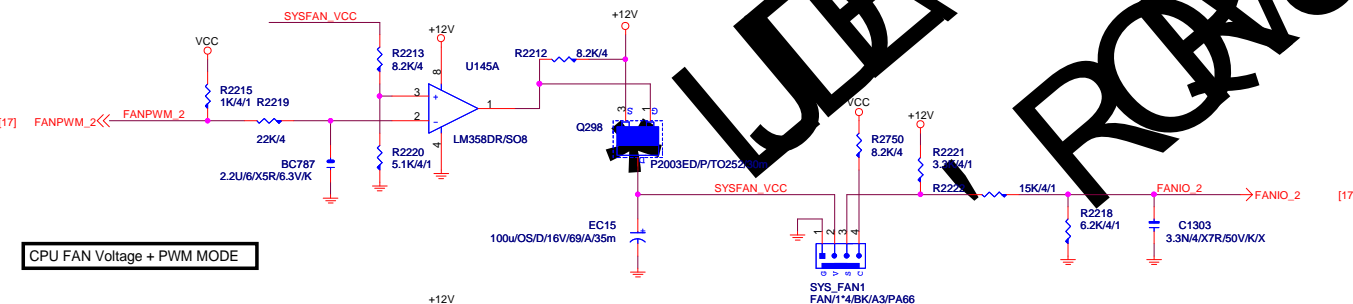 SYSFAN_VCC
+12V
+12V
VCC
R2213
8.2K/4
U145A
R2212
8.2K/4
8
R2215
1K/4/1
R2219
3
+
1
3
S
G
1
VCC
+12V
[17]
FANPWM_2
FANPWM_2
2
-
Q298
22K/4
4
LM358DR/SO8
R2750
8.2K/4
R2221
BC787
2.2U/6/X5R/6.3V/K
R2220
5.1K/4/1
P2003ED/P/TO252
SYSFAN_VCC
15K/4/1
FANIO_2
FANIO_2
[17
EC15
100u/OS/D/16V/69/A/35m
+
1
2
3
4
R2218
6.2K/4/1
C1303
3.3N/4/X7R/50V/K/X
CPU FAN Voltage + PWM MODE
G
V
S
C
SYS_FAN1
FAN/1*4/BK/A3/PA66
+12V